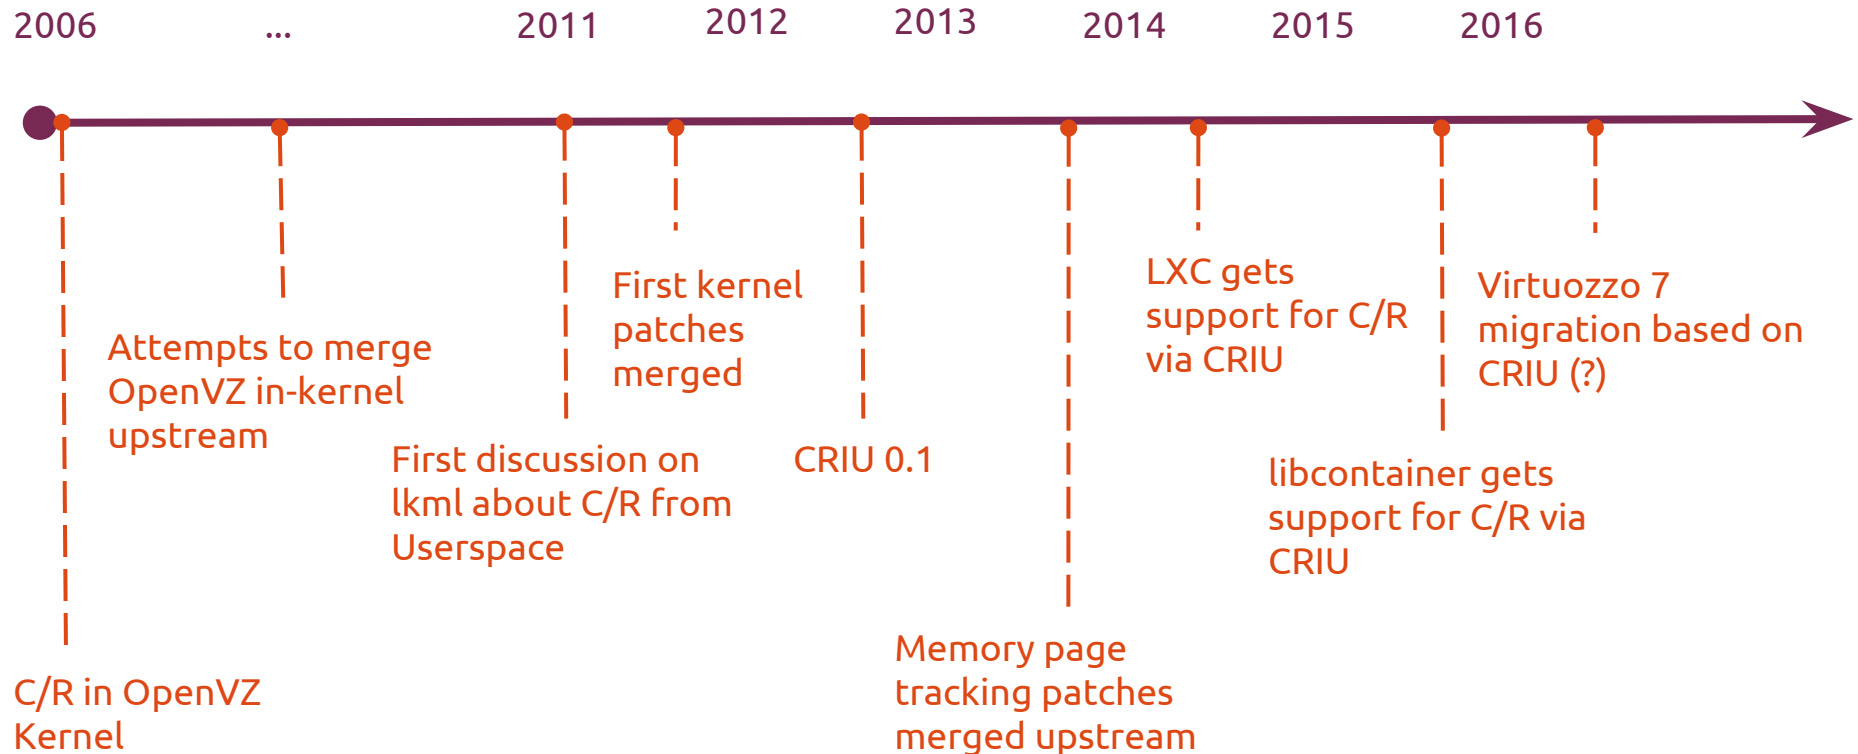 2006
...
2011
2012
2013
2014
2015
2016
C/R in OpenVZ
Kernel
Attempts to merge
OpenVZ in-kernel
upstream
First discussion on
lkml about C/R from
Userspace
First kernel
patches
merged
CRIU 0.1
Memory page
tracking patches
merged upstream
LXC gets
support for C/R
via CRIU
libcontainer gets
support for C/R via
CRIU
Virtuozzo 7
migration based on
CRIU (?)